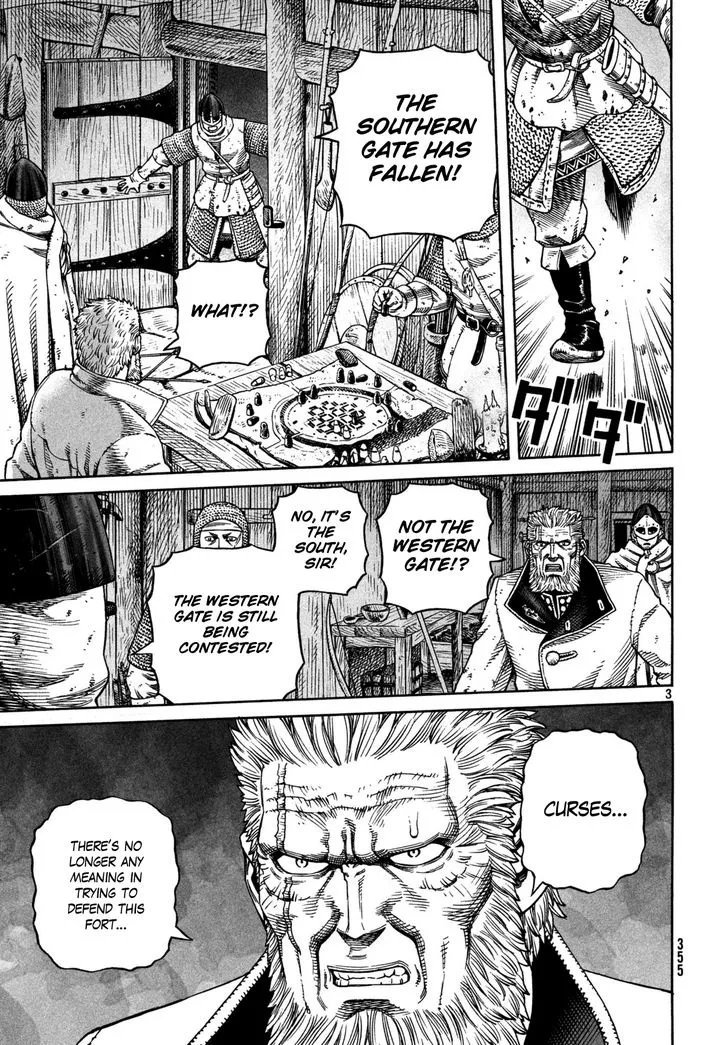 ダダ
THE
SOUTHERN
GATE HAS
FALLEN!
WHAT!?
NOT THE
WESTERN
GATE!?
NO, IT'S
THE
SOUTH,
SIR!
THE WESTERN
GATE IS STILL
BEING
CONTESTED!
3
CURSES...
THERE'S NO
LONGER ANY
MEANING IN
TRYING TO
DEFEND THIS
FORT...
355